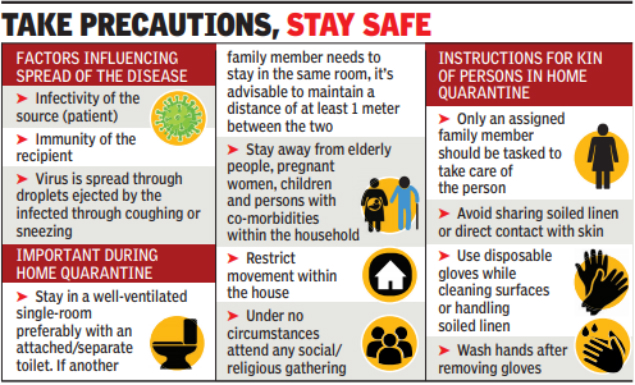 TAKE PRECAUTIONS, STAY SAFE
FACTORS INFLUENCING
SPREAD OF THE DISEASE
➤ Infectivity of the
source (patient)
➤ Immunity of the
recipient
➤ Virus is spread through
droplets ejected by the
infected through coughing or
sneezing
IMPORTANT DURING
HOME QUARANTINE
➤ Stay in a well-ventilated
single-room
preferably with an
attached/separate
toilet. If another
family member needs to
stay in the same room, it's
advisable to maintain a
distance of at least 1 meter
between the two
➤ Stay away from elderly
people, pregnant
women, children
and persons with
co-morbidities
within the household
➤ Restrict
movement within
the house
➤ Under no
circumstances
attend any social/
religious gathering
INSTRUCTIONS FOR KIN
OF PERSONS IN HOME
QUARANTINE
➤ Only an assigned
family member
should be tasked to
take care of
the person
➤ Avoid sharing soiled linen
or direct contact with skin
➤ Use disposable
gloves while
cleaning surfaces
or handling
soiled linen
➤ Wash hands after
removing gloves